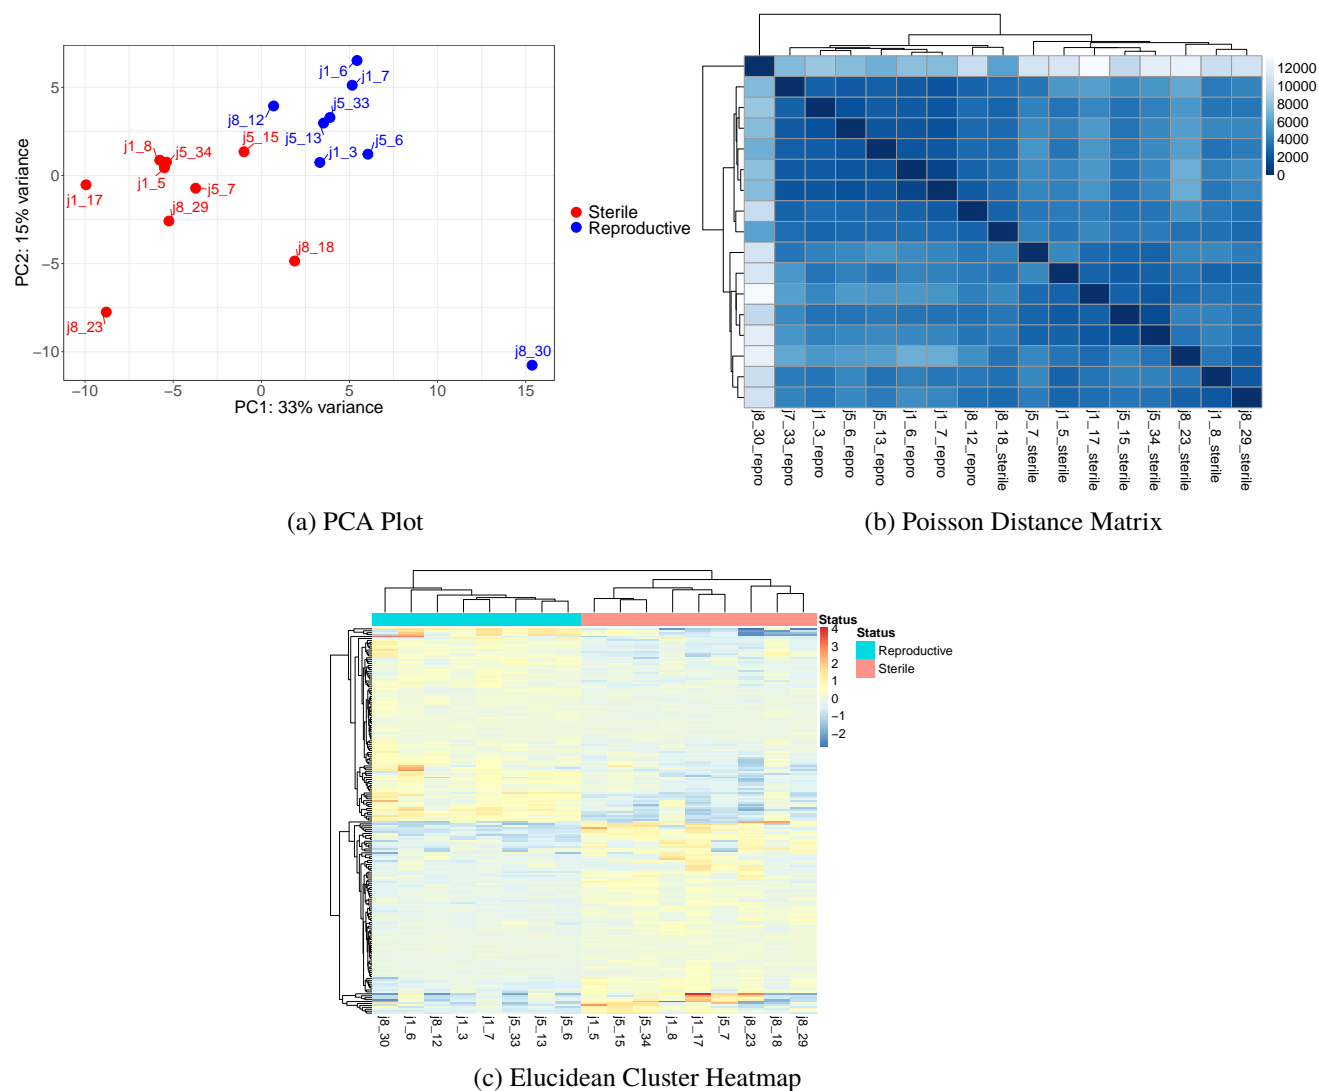 PC2: 15% variance
5
0
−5
−10
j1_6
j1_7
j5_33
j8_12
j5_13
j5_15
j5_6
j1_3
j1_8
j5_34
j1_5
j1_17
j5_7
j8_29
j8_18
j8_23
j8_30
−10
−5
0
5
10
15
PC1: 33% variance
Sterile
Reproductive
(a) PCA Plot
12000
10000
8000
6000
4000
2000
0
j8_30_repro
j7_33_repro
j1_3_repro
j5_6_repro
j5_13_repro
j1_6_repro
j1_7_repro
j8_12_repro
j8_18_sterile
j5_7_sterile
j1_5_sterile
j1_17_sterile
j5_15_sterile
j5_34_sterile
j8_23_sterile
j1_8_sterile
j8_29_sterile
(b) Poisson Distance Matrix
Status
4
3
2
1
0
−1
−2
Status
Reproductive
Sterile
j8_30
j1_6
j8_12
j1_3
j1_7
j5_33
j5_13
j5_6
j1_5
j5_15
j5_34
j1_8
j1_17
j5_7
j8_23
j8_18
j8_29
(c) Elucidean Cluster Heatmap